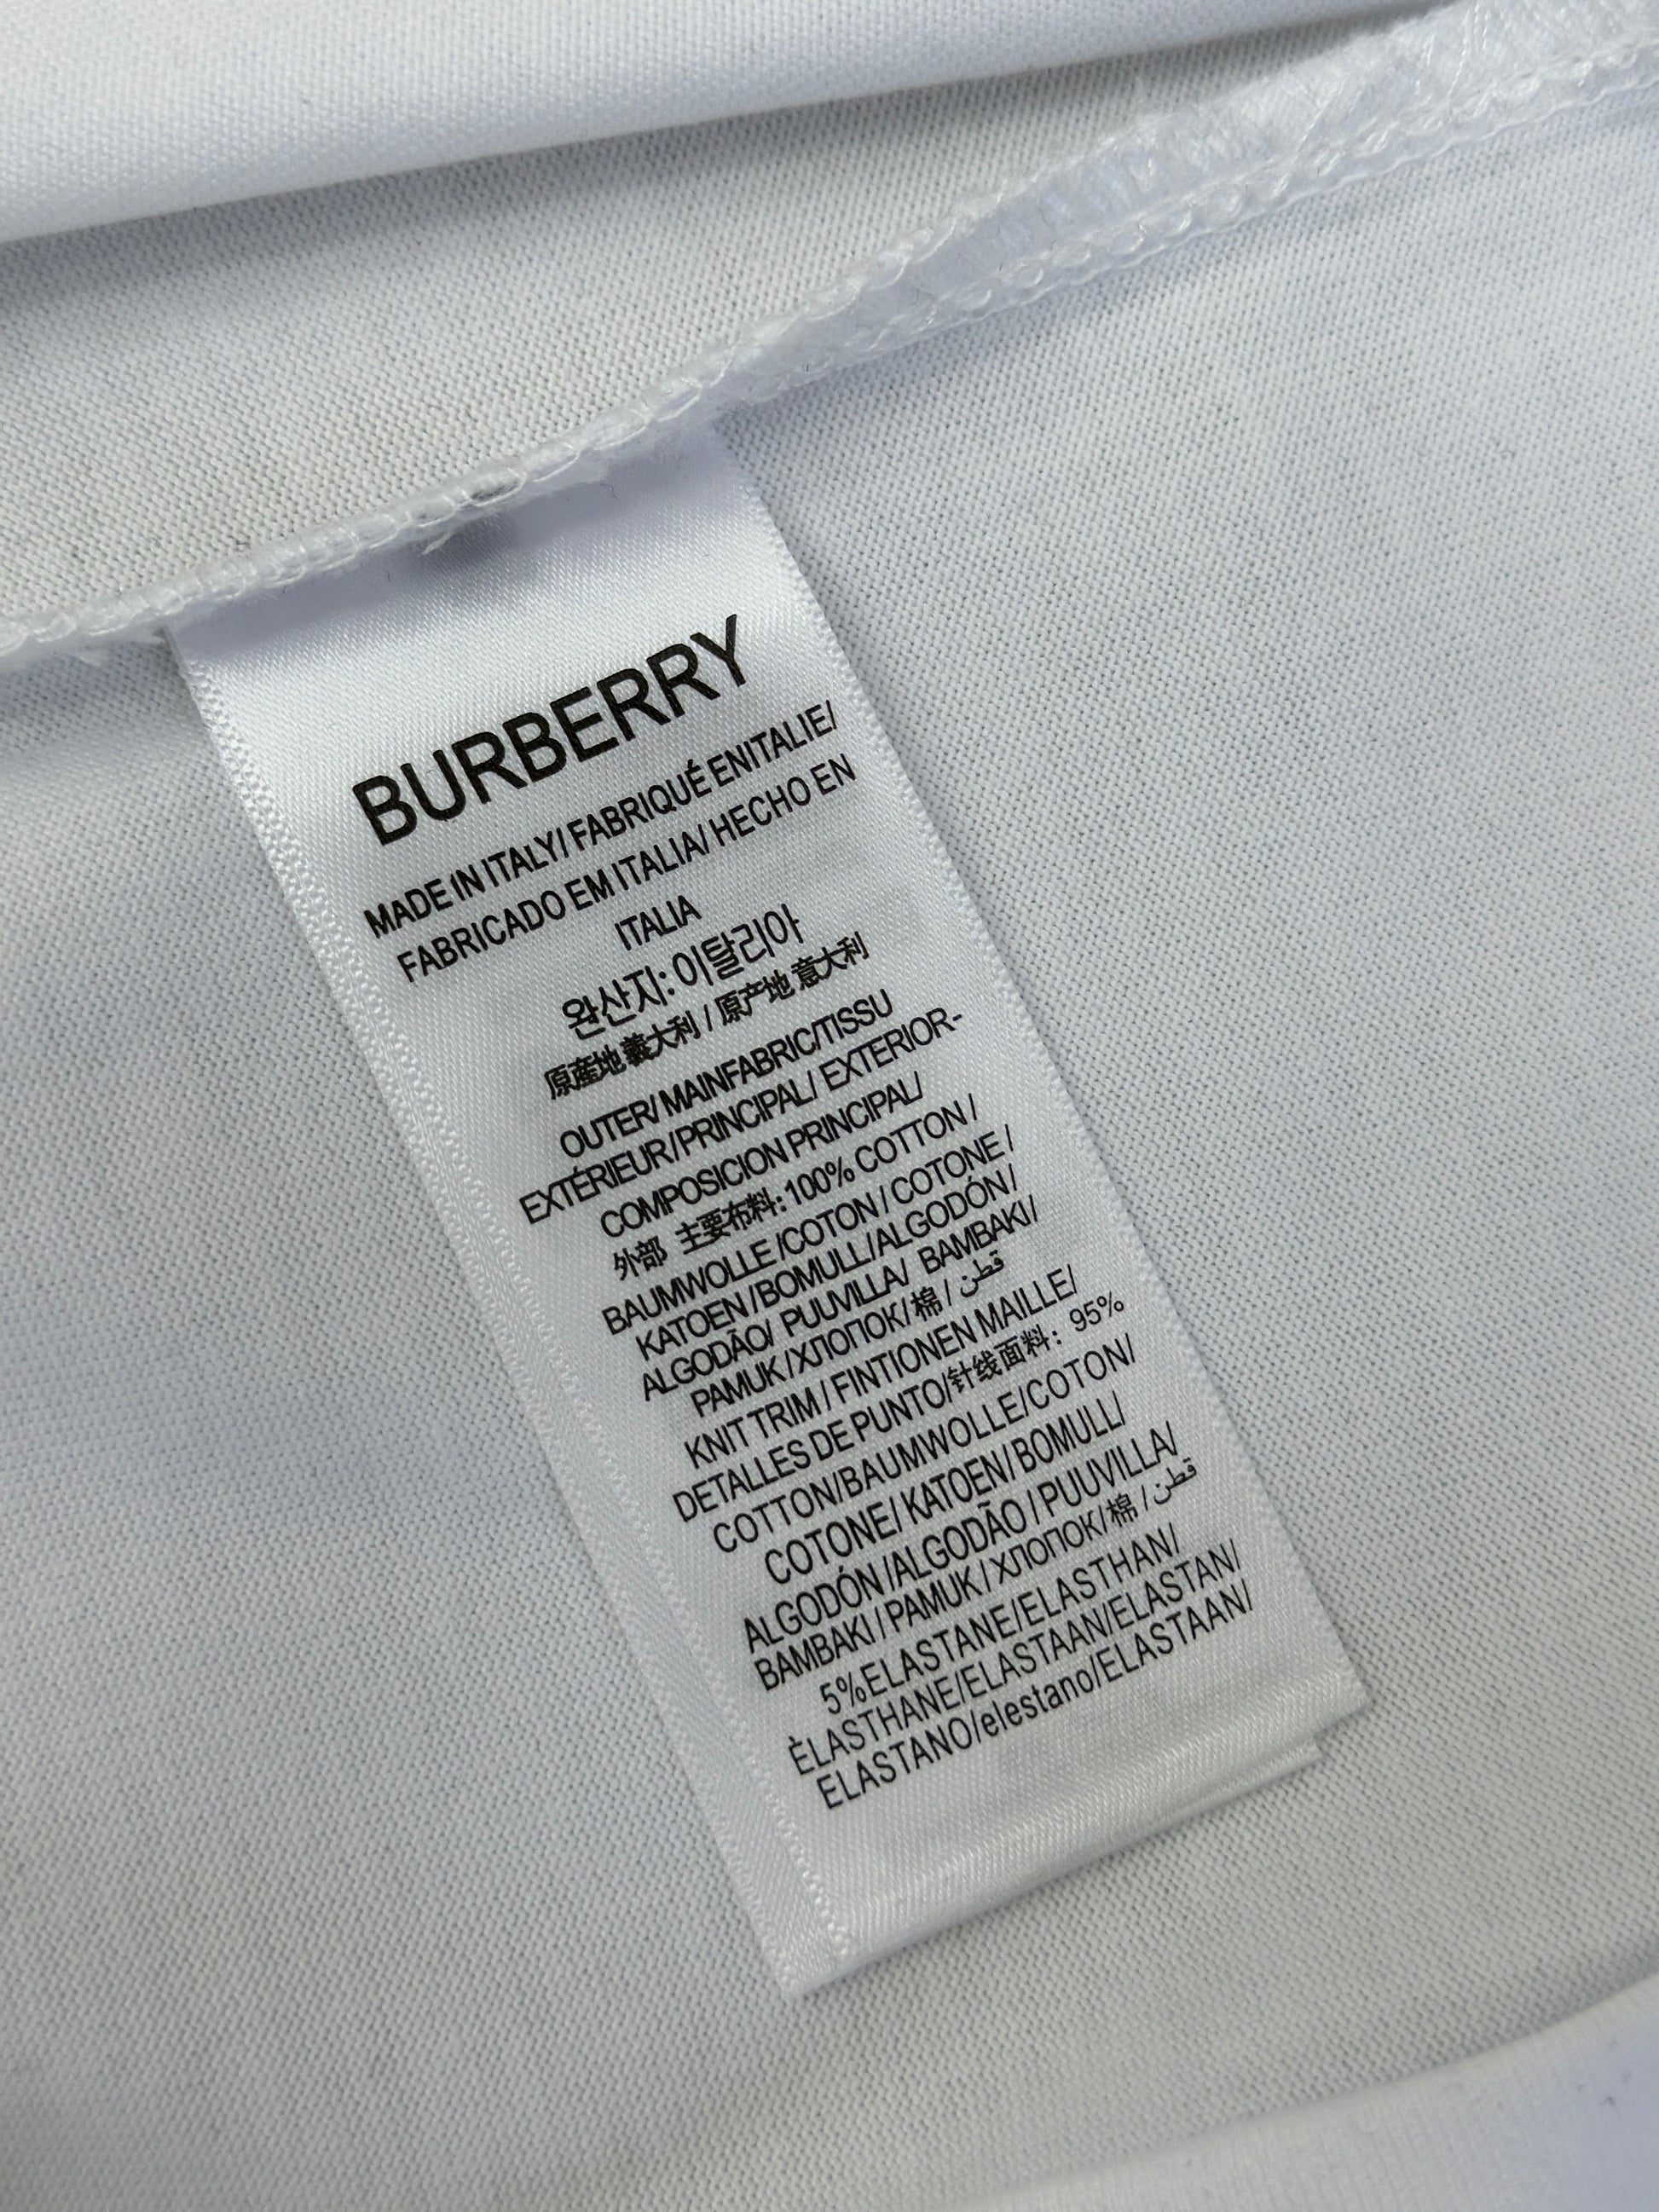 BURBERRY
MADE IN ITALY/ FABRIQUÉ ENITALIE/
FABRICADO EM ITALIA/ HECHO EN
ITALIA
완산지:이탈리아
原産地 義大利 / 原产地 意大利
OUTER/ MAINFABRIC/TISSU
EXTÉRIEUR/PRINCIPAL/ EXTERIOR-
COMPOSICION PRINCIPAL/
外部 主要布料:100% COTTON /
BAUMWOLLE /COTON / COTONE /
KATOEN /BOMULL/ALGODÓN /
ALGODÃO/ PUUVILLA/ BAMBAKI/
PAMUK /ХЛОПОК/ 棉 / قطن
KNIT TRIM / FINTIONEN MAILLE/
DETALLES DE PUNTO/针线面料: 95%
COTTON/BAUMWOLLE/COTON/
COTONE/ KATOEN/ BOMULL/
ALGODÓN /ALGODÃO / PUUVILLA/
BAMBAKI / PAMUK / ХЛОПОК/ 棉 / قطن
5%ELASTANE/ELASTHAN/
ÈLASTHANE/ELASTAAN/ELASTAN/
ELASTANO/elestano/ELASTAAN/